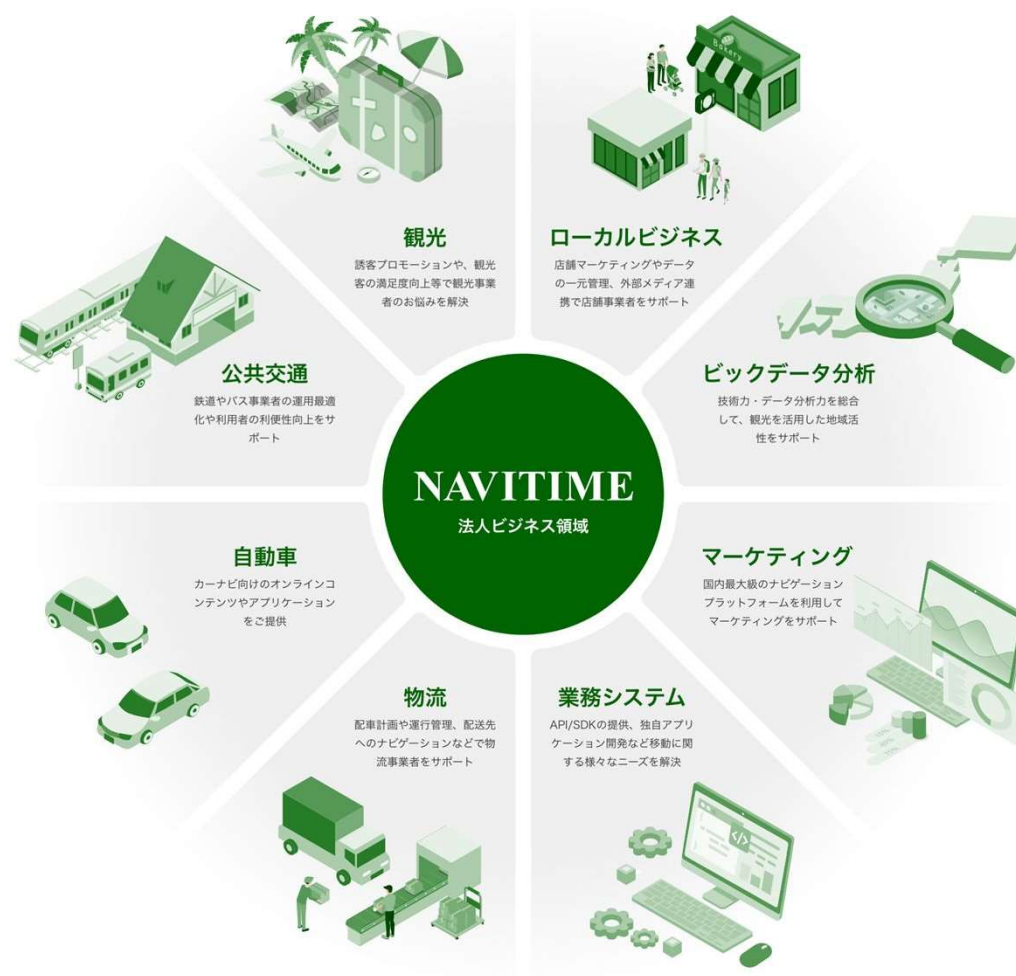 Bakery
観光
誘客プロモーションや、観光
客の満足度向上等で観光事業
者のお悩みを解決
ローカルビジネス
店舗マーケティングやデータ
の一元管理、外部メディア連
携で店舗事業者をサポート
公共交通
鉄道やバス事業者の運用最適
化や利用者の利便性向上をサ
ポート
ビックデータ分析
技術力・データ分析力を総合
して、観光を活用した地域活
性をサポート
NAVITIME
法人ビジネス領域
自動車
カーナビ向けのオンラインコ
ンテンツやアプリケーション
をご提供
マーケティング
国内最大級のナビゲーション
プラットフォームを利用して
マーケティングをサポート
物流
配車計画や運行管理、配送先
へのナビゲーションなどで物
流事業者をサポート
業務システム
API/SDKの提供、独自アプリ
ケーション開発など移動に関
する様々なニーズを解決
</>